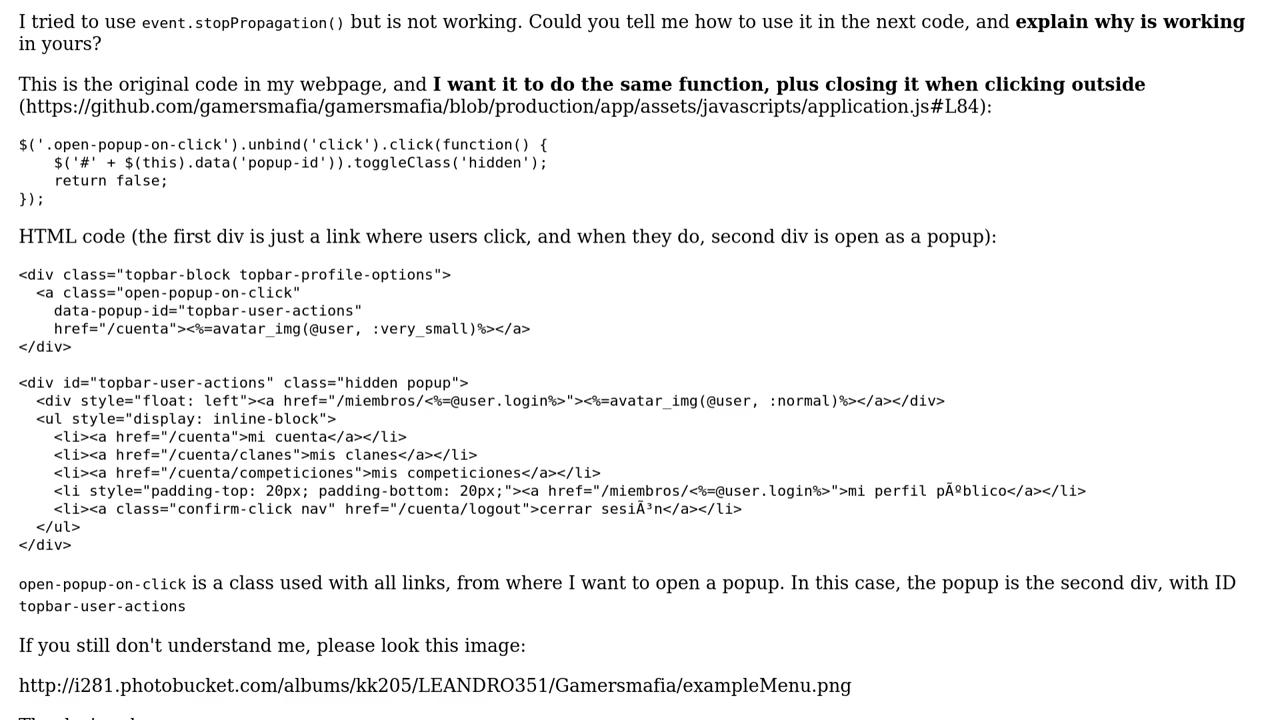 I tried to use event.stopPropagation() but is not working. Could you tell me how to use it in the next code, and explain why is working
in yours?
This is the original code in my webpage, and I want it to do the same function, plus closing it when clicking outside
(https://github.com/gamersmafia/gamersmafia/blob/production/app/assets/javascripts/application.js#L84):
$('.open-popup-on-click').unbind('click').click(function() {
    $('#' + $(this).data('popup-id')).toggleClass('hidden');
    return false;
});
HTML code (the first div is just a link where users click, and when they do, second div is open as a popup):
<div class="topbar-block topbar-profile-options">
  <a class="open-popup-on-click"
    data-popup-id="topbar-user-actions"
    href="/cuenta"><%=avatar_img(@user, :very_small)%></a>
</div>
<div id="topbar-user-actions" class="hidden popup">
  <div style="float: left"><a href="/miembros/<%=@user.login%>"><%=avatar_img(@user, :normal)%></a></div>
  <ul style="display: inline-block">
    <li><a href="/cuenta">mi cuenta</a></li>
    <li><a href="/cuenta/clanes">mis clanes</a></li>
    <li><a href="/cuenta/competiciones">mis competiciones</a></li>
    <li style="padding-top: 20px; padding-bottom: 20px;"><a href="/miembros/<%=@user.login%>">mi perfil pÃºblico</a></li>
    <li><a class="confirm-click nav" href="/cuenta/logout">cerrar sesiÃ³n</a></li>
  </ul>
</div>
open-popup-on-click is a class used with all links, from where I want to open a popup. In this case, the popup is the second div, with ID
topbar-user-actions
If you still don't understand me, please look this image:
http://i281.photobucket.com/albums/kk205/LEANDRO351/Gamersmafia/exampleMenu.png